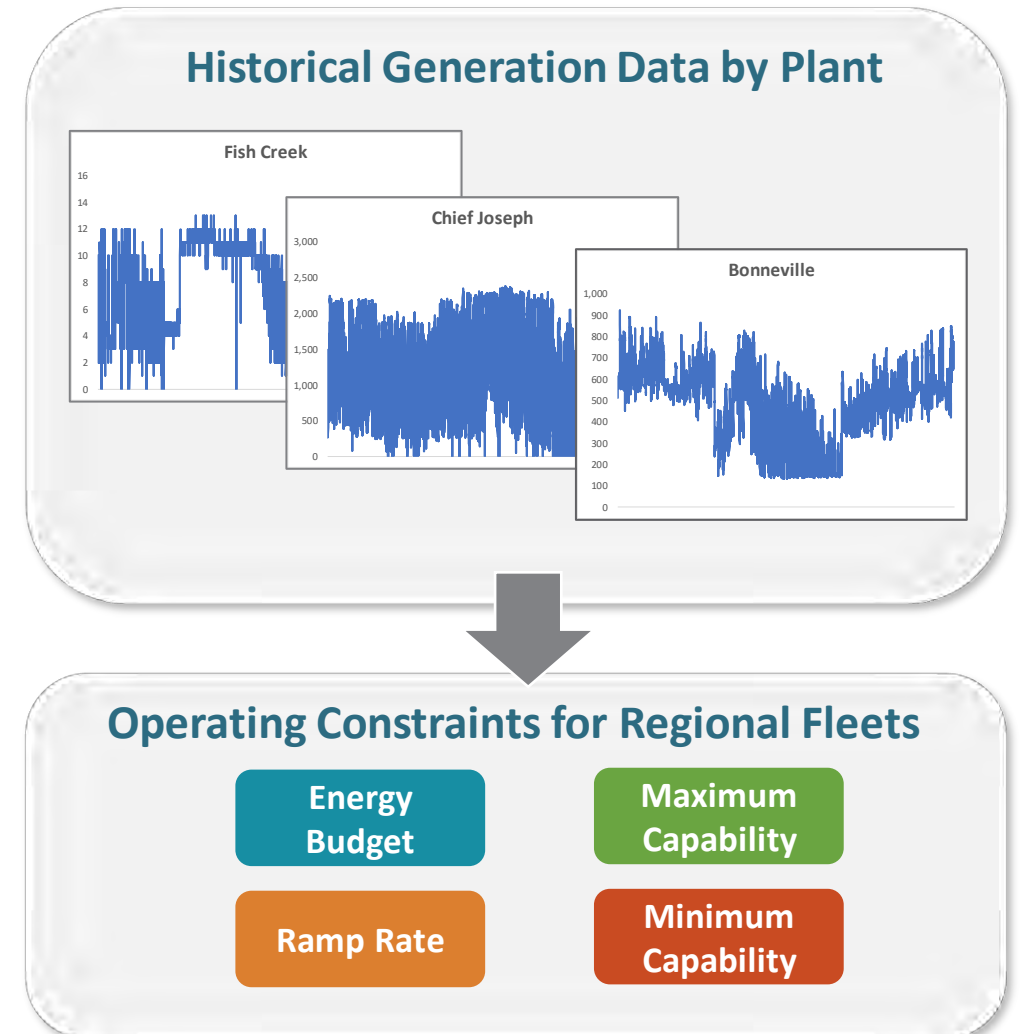 Historical Generation Data by Plant
Fish Creek
16
14
12
10
8
6
4
2
0
Chief Joseph
3,000
2,500
2,000
1,500
1,000
500
0
Bonneville
1,000
900
800
700
600
500
400
300
200
100
0
Operating Constraints for Regional Fleets
Energy
Budget
Maximum
Capability
Ramp Rate
Minimum
Capability